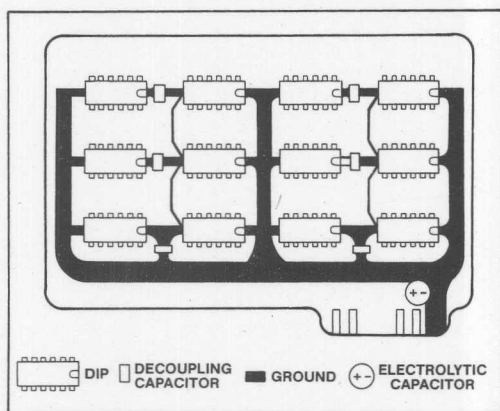 + -
DIP
DECOUPLING
CAPACITOR
GROUND
+ -
ELECTROLYTIC
CAPACITOR